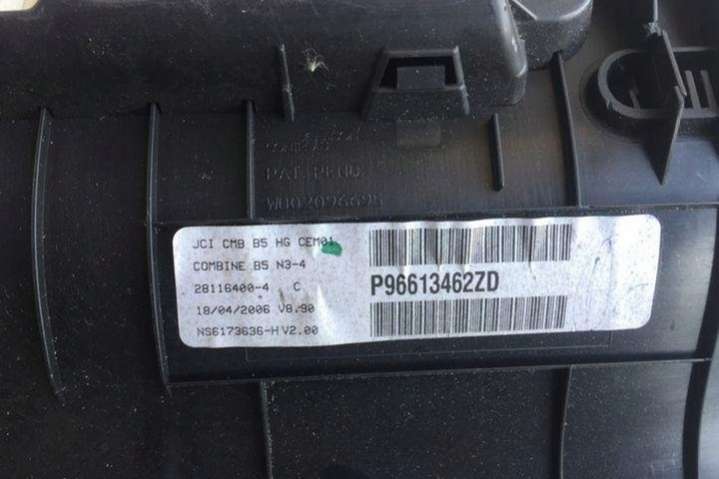 PAT.PEND.
WO02096695
JCI CMB B5 HG CEM01
COMBINE B5 N3-4
28116400-4 C
18/04/2006 V8.90
NS6173636-H V2.00
P96613462ZD